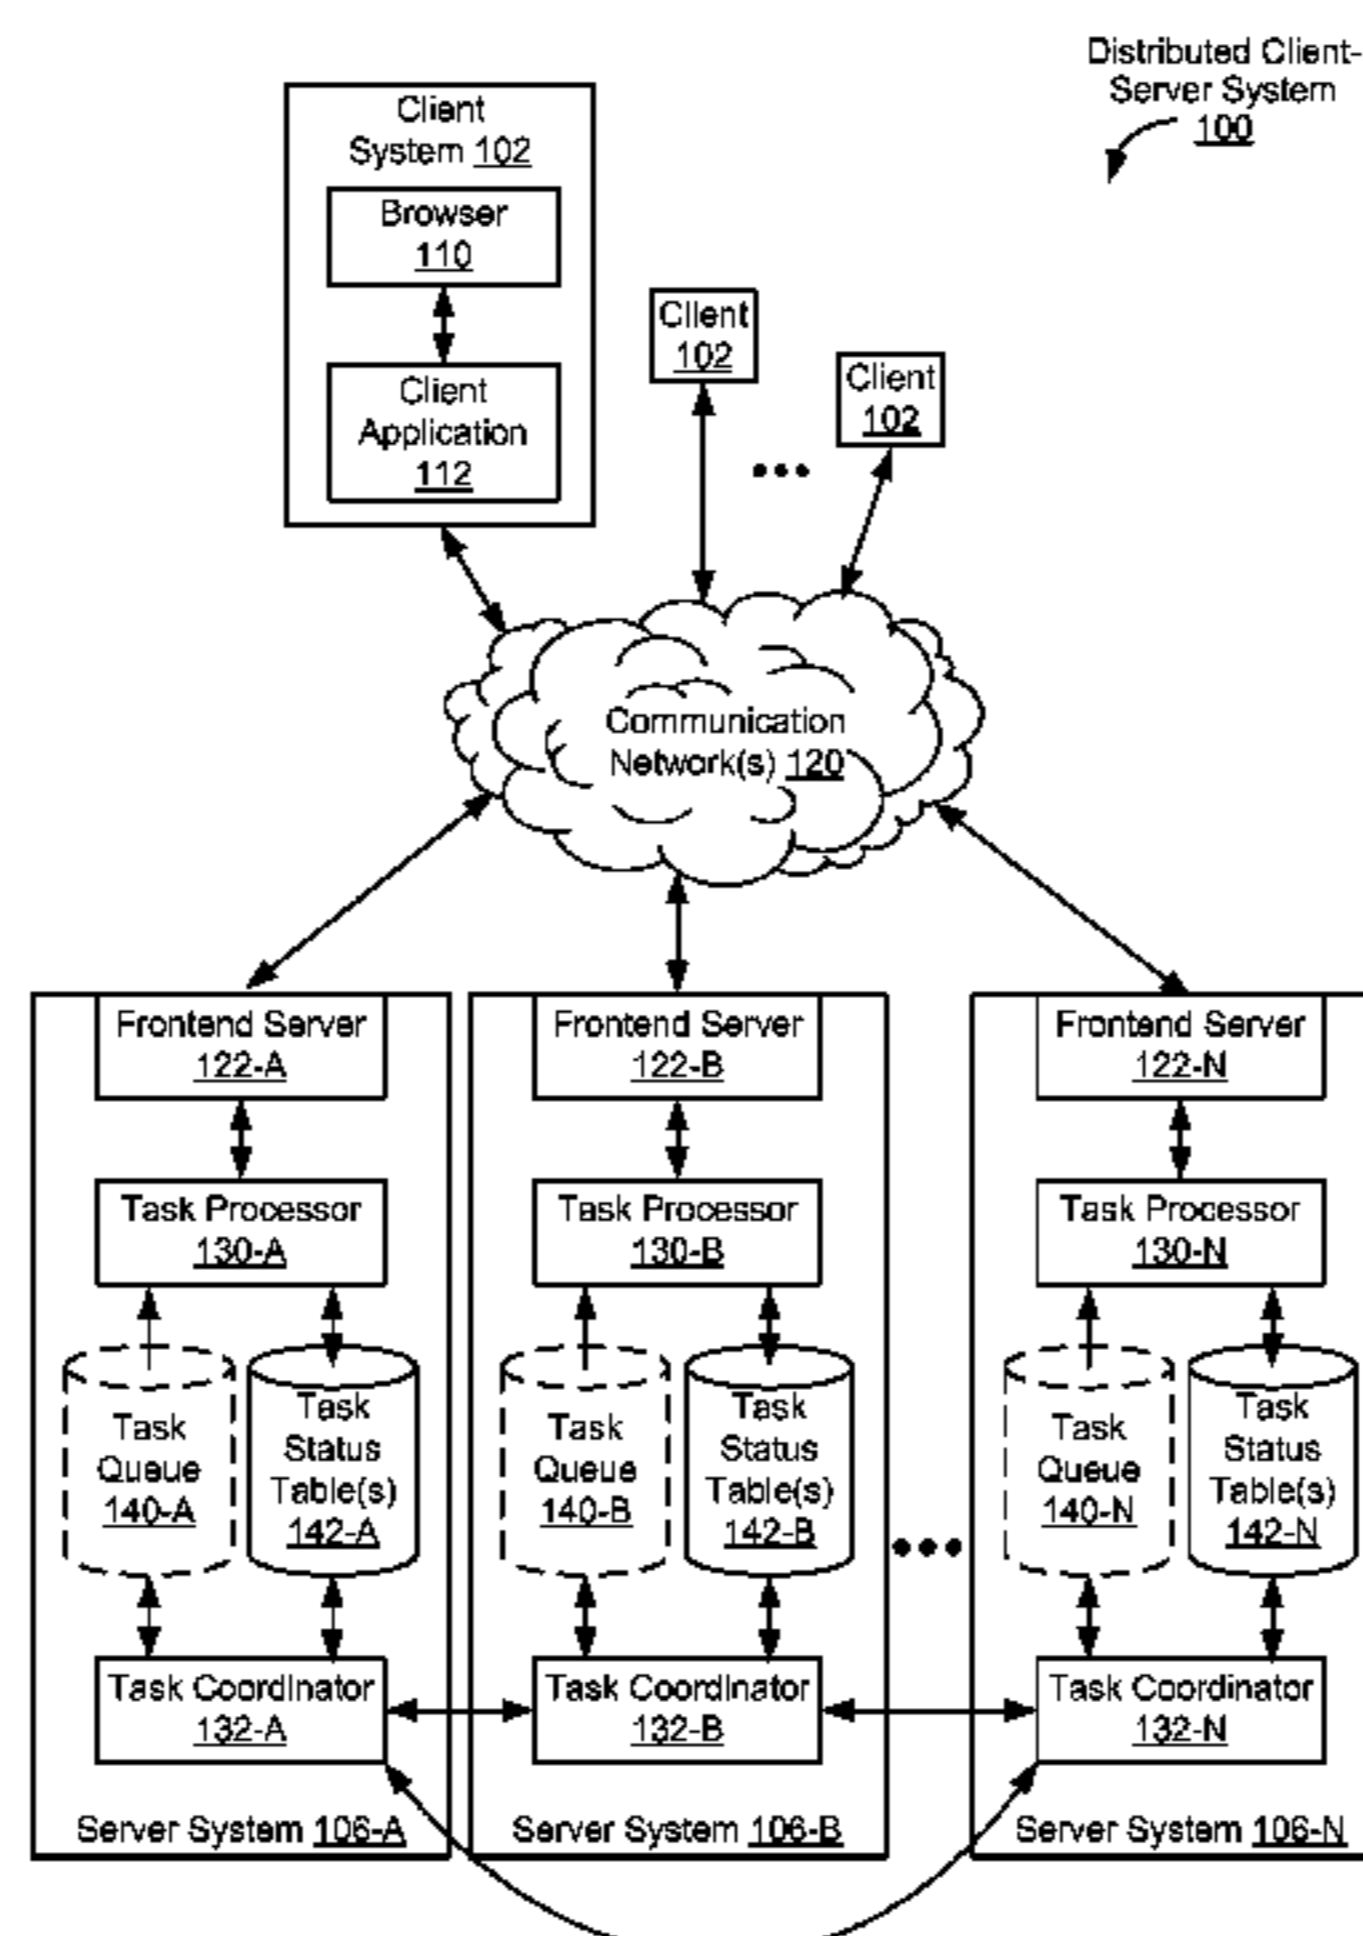 Distributed Client-
Server System
100
Client
System 102
Browser
110
Client
Application
112
Client
102
Client
102
Communication
Network(s) 120
Frontend Server
122-A
Task Processor
130-A
Task
Queue
140-A
Task
Status
Table(s)
142-A
Task Coordinator
132-A
Server System 106-A
Frontend Server
122-B
Task Processor
130-B
Task
Queue
140-B
Task
Status
Table(s)
142-B
Task Coordinator
132-B
Server System 106-B
Frontend Server
122-N
Task Processor
130-N
Task
Queue
140-N
Task
Status
Table(s)
142-N
Task Coordinator
132-N
Server System 106-N